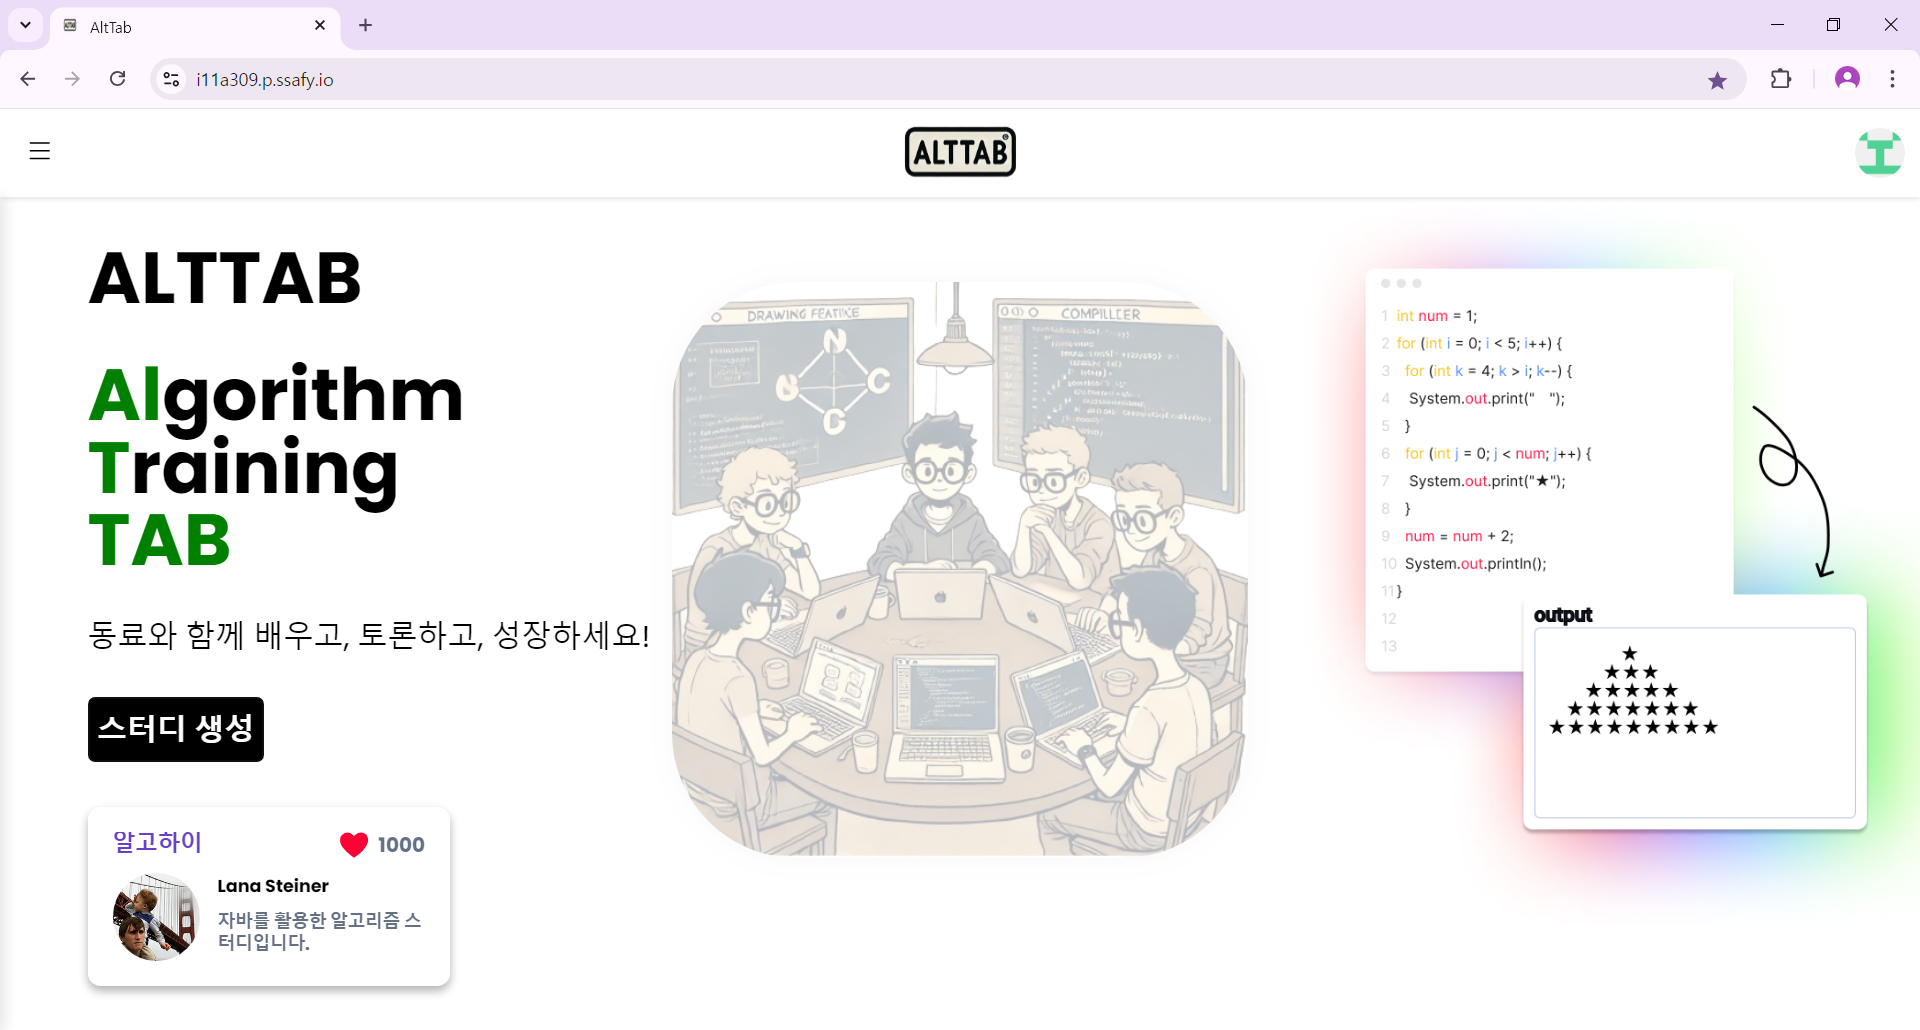 AltTab
i11a309.p.ssafy.io
ALTTAB
ALTTAB
Algorithm
Training
TAB
동료와 함께 배우고, 토론하고, 성장하세요!
스터디 생성
알고하이
1000
Lana Steiner
자바를 활용한 알고리즘 스
터디입니다.
DRAWING FEATIKE
N
N
C
C
COMPILLER
1 int num = 1;
2 for (int i = 0; i < 5; i++) {
3 for (int k = 4; k > i; k--) {
4 System.out.print(" ");
5 }
6 for (int j = 0; j < num; j++) {
7 System.out.print("★");
8 }
9 num = num + 2;
10 System.out.println();
11 }
12
13
output
★
★★★
★★★★★
★★★★★★★
★★★★★★★★★